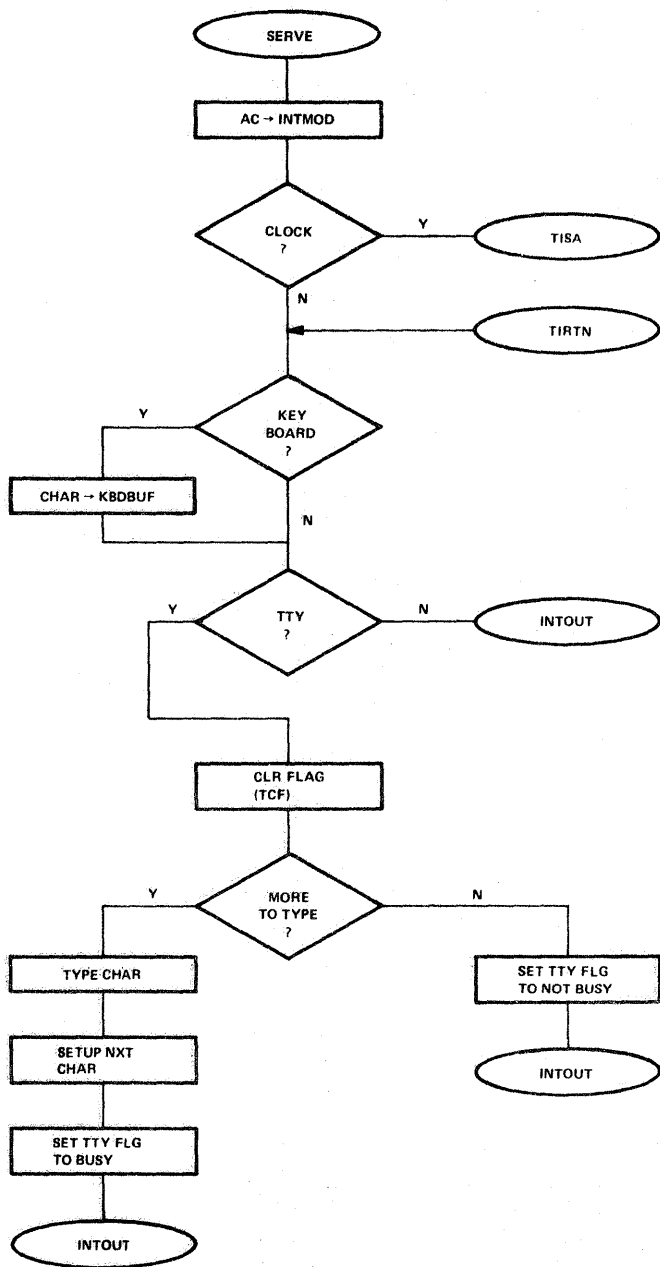 SERVE
AC → INTMOD
CLOCK
?
Y
TISA
N
TIRTN
Y
KEY
BOARD
?
CHAR → KBDBUF
N
Y
TTY
?
N
INTOUT
CLR FLAG
(TCF)
Y
MORE
TO TYPE
?
N
TYPE CHAR
SET TTY FLG
TO NOT BUSY
SETUP NXT
CHAR
INTOUT
SET TTY FLG
TO BUSY
INTOUT